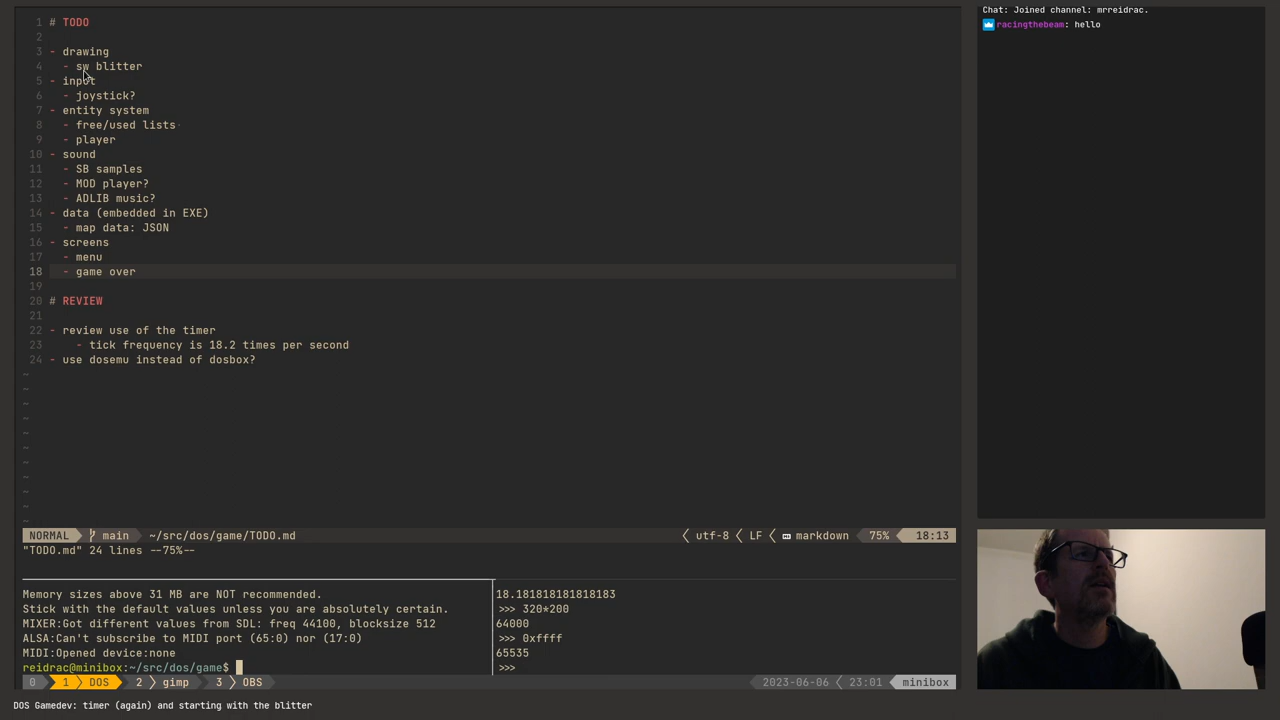 1 # TODO
2
3 - drawing
4 - sw blitter
5 - input
6 - joystick?
7 - entity system
8 - free/used lists
9 - player
10 - sound
11 - SB samples
12 - MOD player?
13 - ADLIB music?
14 - data (embedded in EXE)
15 - map data: JSON
16 - screens
17 - menu
18 - game over
19
20 # REVIEW
21
22 - review use of the timer
23 - tick frequency is 18.2 times per second
24 - use dosemu instead of dosbox?
~
~
~
~
~
~
~
~
~
~
~
NORMAL main ~/src/dos/game/TODO.md utf-8 LF markdown 75% 18:13
"TODO.md" 24 lines --75%--
Memory sizes above 31 MB are NOT recommended.
Stick with the default values unless you are absolutely certain.
MIXER:Got different values from SDL: freq 44100, blocksize 512
ALSA:Can't subscribe to MIDI port (65:0) nor (17:0)
MIDI:Opened device:none
reidrac@minibox:~/src/dos/game$
18.181818181818183
>>> 320*200
64000
>>> 0xffff
65535
>>>
0 1 DOS 2 gimp 3 OBS 2023-06-06 23:01 minibox
DOS Gamedev: timer (again) and starting with the blitter
Chat: Joined channel: mrreidrac.
racingthebeam: hello